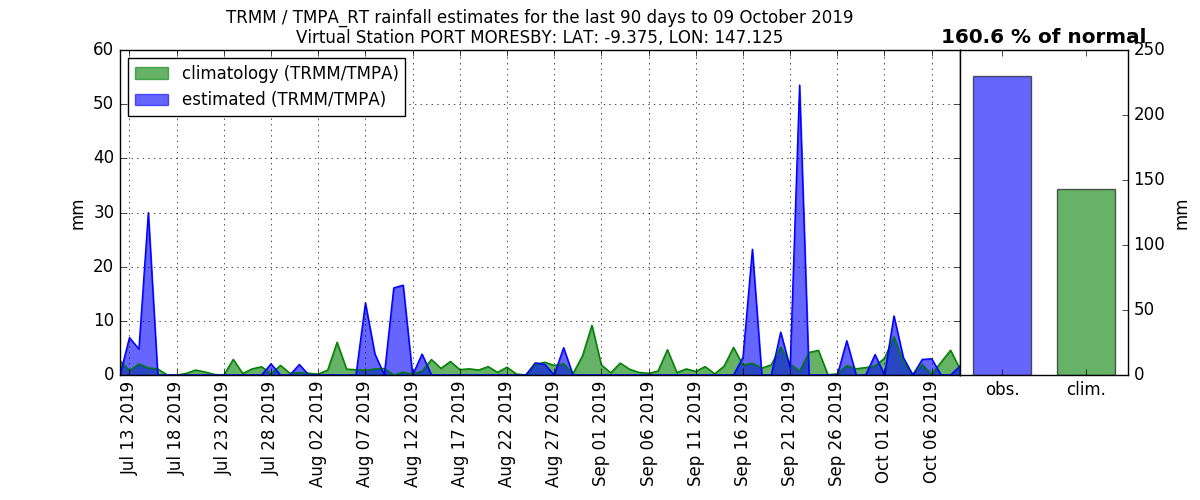 TRMM / TMPA_RT rainfall estimates for the last 90 days to 09 October 2019
Virtual Station PORT MORESBY: LAT: -9.375, LON: 147.125
160.6 % of normal
climatology (TRMM/TMPA)
estimated (TRMM/TMPA)
60
50
40
30
20
10
0
mm
Jul 13 2019
Jul 18 2019
Jul 23 2019
Jul 28 2019
Aug 02 2019
Aug 07 2019
Aug 12 2019
Aug 17 2019
Aug 22 2019
Aug 27 2019
Sep 01 2019
Sep 06 2019
Sep 11 2019
Sep 16 2019
Sep 21 2019
Sep 26 2019
Oct 01 2019
Oct 06 2019
obs.
clim.
250
200
150
100
50
0
mm